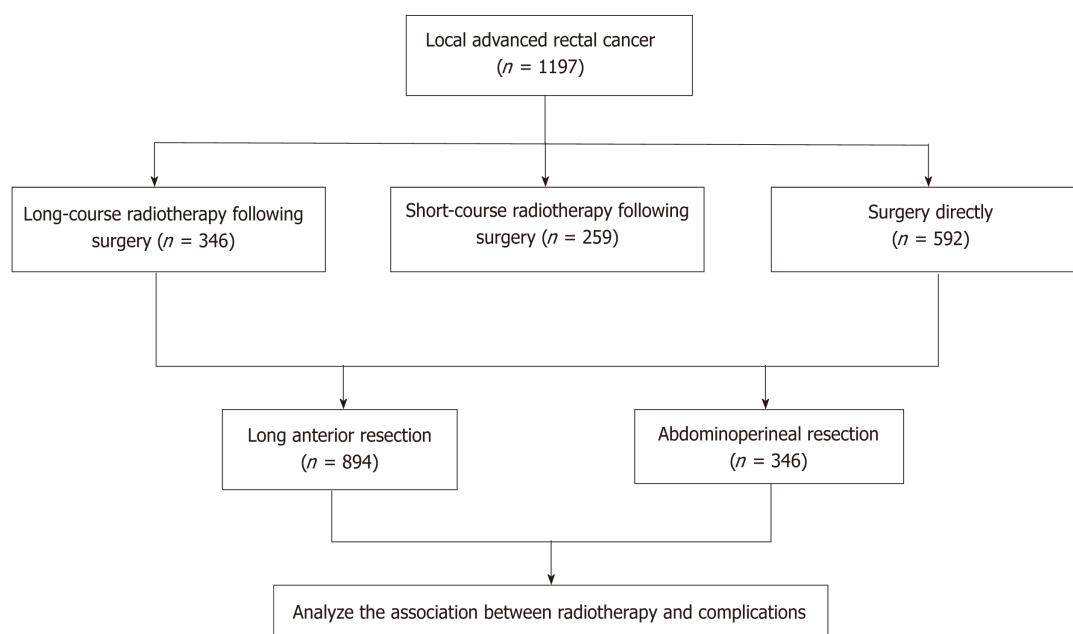 Local advanced rectal cancer
(n = 1197)
Long-course radiotherapy following
surgery (n = 346)
Short-course radiotherapy following
surgery (n = 259)
Surgery directly
(n = 592)
Long anterior resection
(n = 894)
Abdominoperineal resection
(n = 346)
Analyze the association between radiotherapy and complications